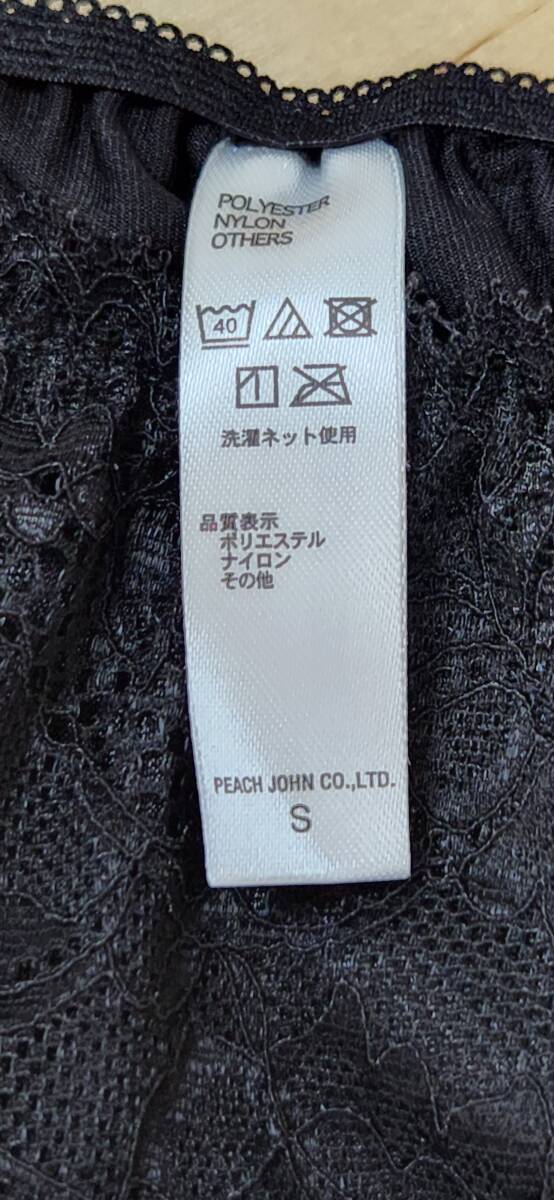 POLYESTER
NYLON
OTHERS
40
洗濯ネット使用
品質表示
ポリエステル
ナイロン
その他
PEACH JOHN CO.,LTD.
S